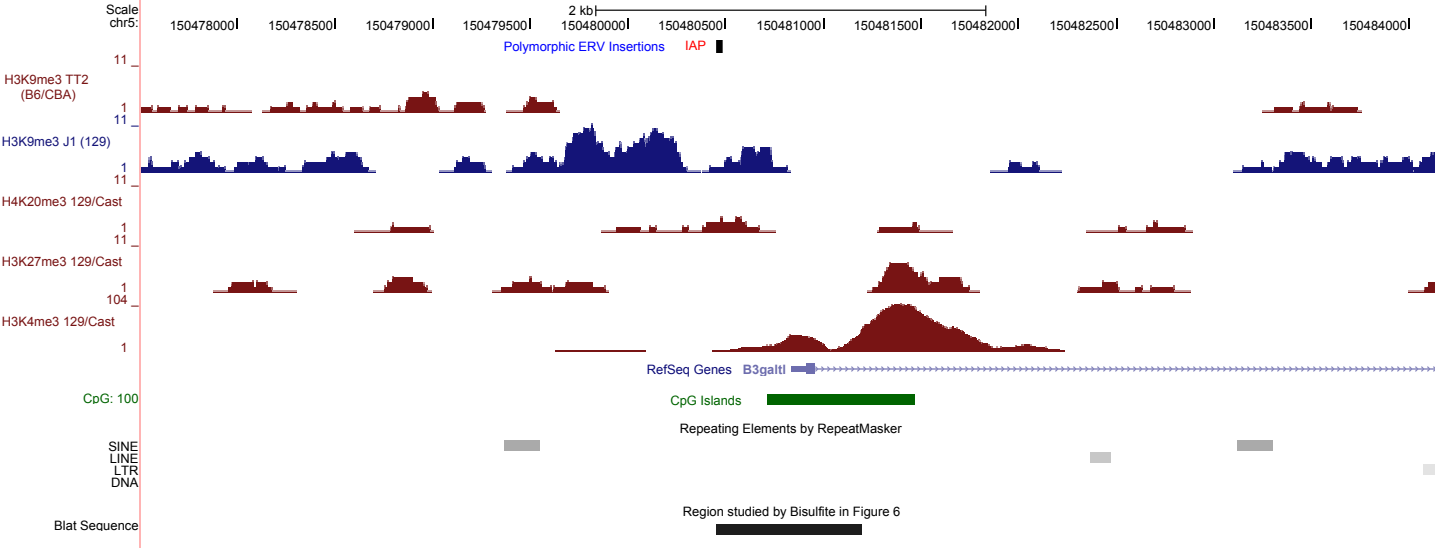 Scale
2 kb
chr5:
150478000
150478500
150479000
150479500
150480000
150480500
150481000
150481500
150482000
150482500
150483000
150483500
150484000
Polymorphic ERV Insertions
IAP
11 _
H3K9me3 TT2
(B6/CBA)
1
11 _
H3K9me3 J1 (129)
1
11 _
H4K20me3 129/Cast
1
11 _
H3K27me3 129/Cast
1
104 _
H3K4me3 129/Cast
1
RefSeq Genes
B3galtl
CpG: 100
CpG Islands
Repeating Elements by RepeatMasker
SINE
LINE
LTR
DNA
Region studied by Bisulfite in Figure 6
Blat Sequence